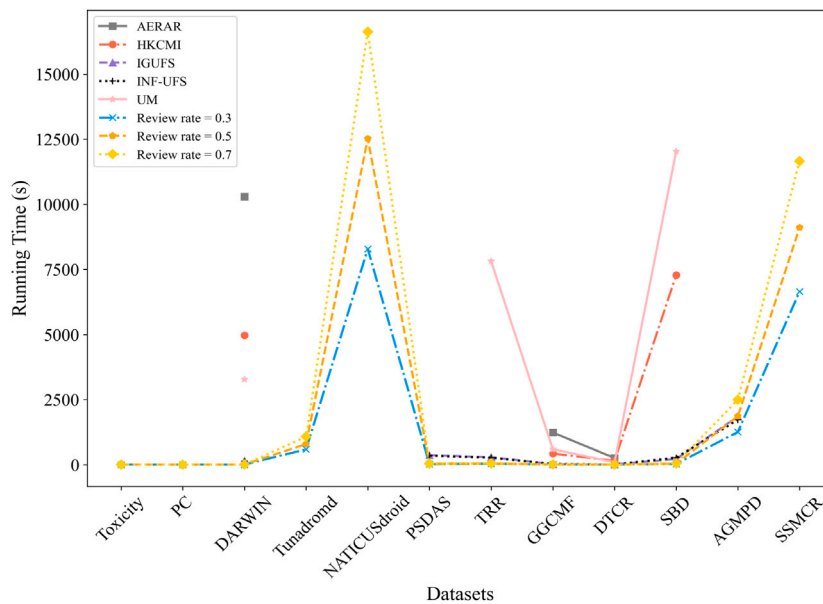 AERAR
HKCMI
IGUFS
INF-UFS
UM
Review rate = 0.3
Review rate = 0.5
Review rate = 0.7
Running Time (s)
15000
12500
10000
7500
5000
2500
0
Toxicity
PC
DARWIN
Tunadromd
NATICUSdroid
PSDAS
TRR
GGCMF
DTCR
SBD
AGMPD
SSMCR
Datasets